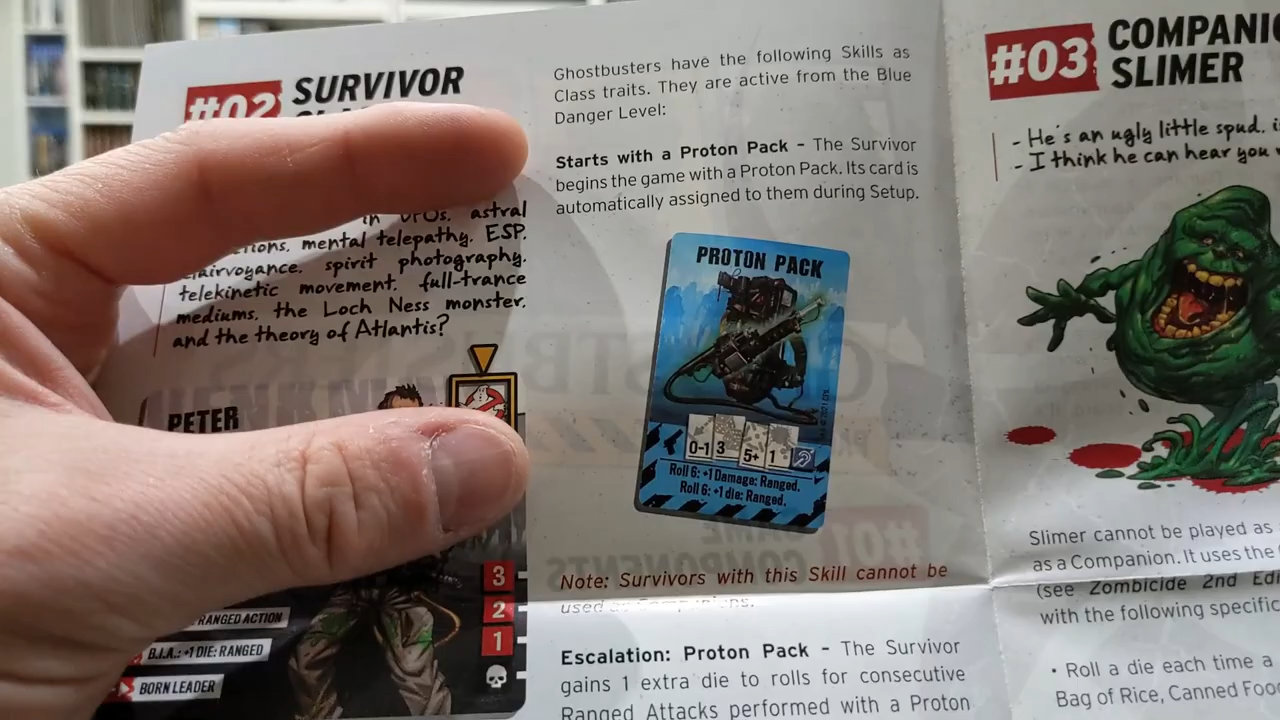 #02 SURVIVOR
in UFOs, astral
mental telepathy, ESP,
clairvoyance, spirit photography,
telekinetic movement, full-trance
mediums, the Loch Ness monster,
and the theory of Atlantis?
PETER
3
2
1
RANGED ACTION
B.I.A.: +1 DIE: RANGED
BORN LEADER
Ghostbusters have the following Skills as
Class traits. They are active from the Blue
Danger Level:
Starts with a Proton Pack – The Survivor
begins the game with a Proton Pack. Its card is
automatically assigned to them during Setup.
PROTON PACK
0-1 3 5+ 1
Roll 6: +1 Damage: Ranged.
Roll 6: +1 die: Ranged.
Note: Survivors with this Skill cannot be
used as Companions.
Escalation: Proton Pack – The Survivor
gains 1 extra die to rolls for consecutive
Ranged Attacks performed with a Proton
#03
SLIMER
- He's an ugly little spud,
- I think he can hear you
Slimer cannot be played as
as a Companion. It uses the
(see Zombicide 2nd
with the following
• Roll a die each time a
Bag of Rice, Canned